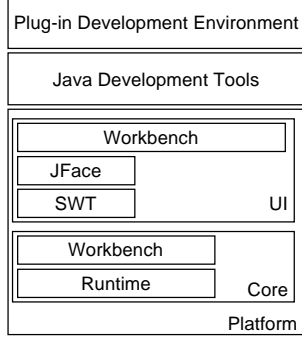 Plug-in Development Environment
Java Development Tools
Workbench
JFace
SWT
UI
Workbench
Runtime
Core
Platform